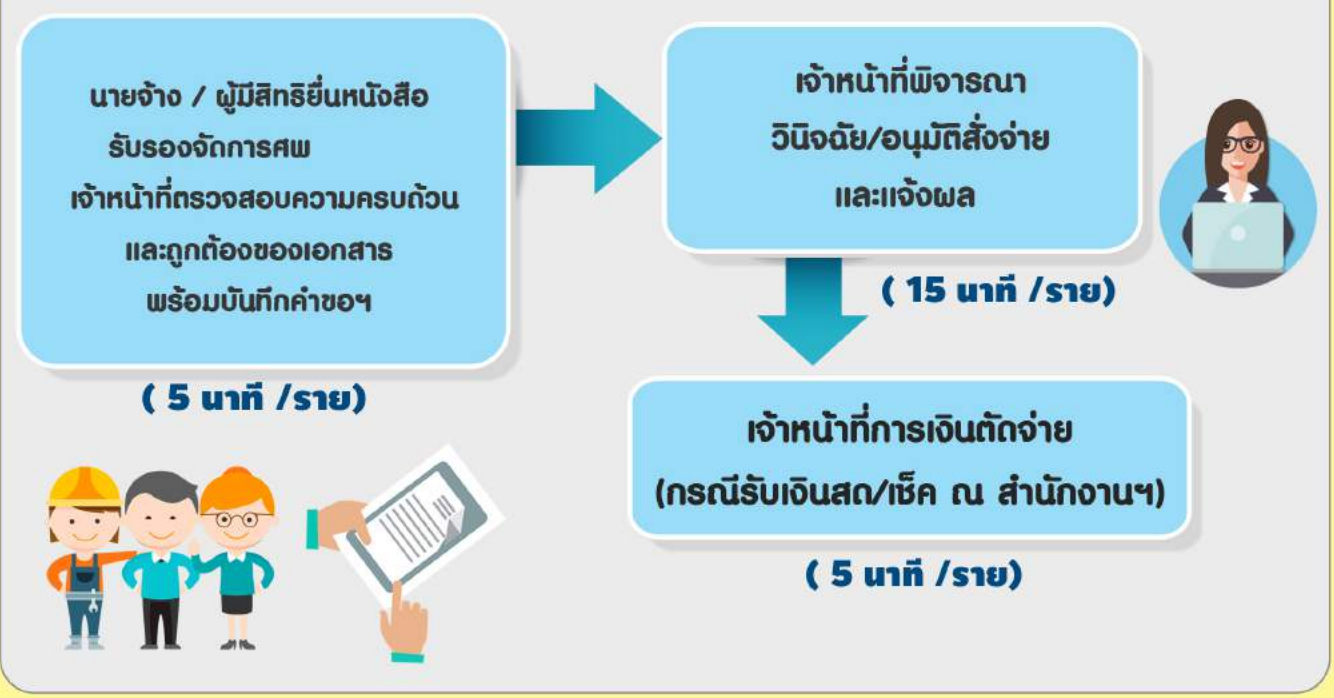 นายจ้าง / ผู้มีสิทธิยื่นหนังสือ
รับรองจัดการศพ
เจ้าหน้าที่ตรวจสอบความครบถ้วน
และถูกต้องของเอกสาร
พร้อมบันทึกคำขอฯ
( 5 นาที /ราย)
เจ้าหน้าที่พิจารณา
วินิจฉัย/อนุมัติสั่งจ่าย
และแจ้งผล
( 15 นาที /ราย)
เจ้าหน้าที่การเงินตัดจ่าย
(กรณีรับเงินสด/เช็ค ณ สำนักงานฯ)
( 5 นาที /ราย)